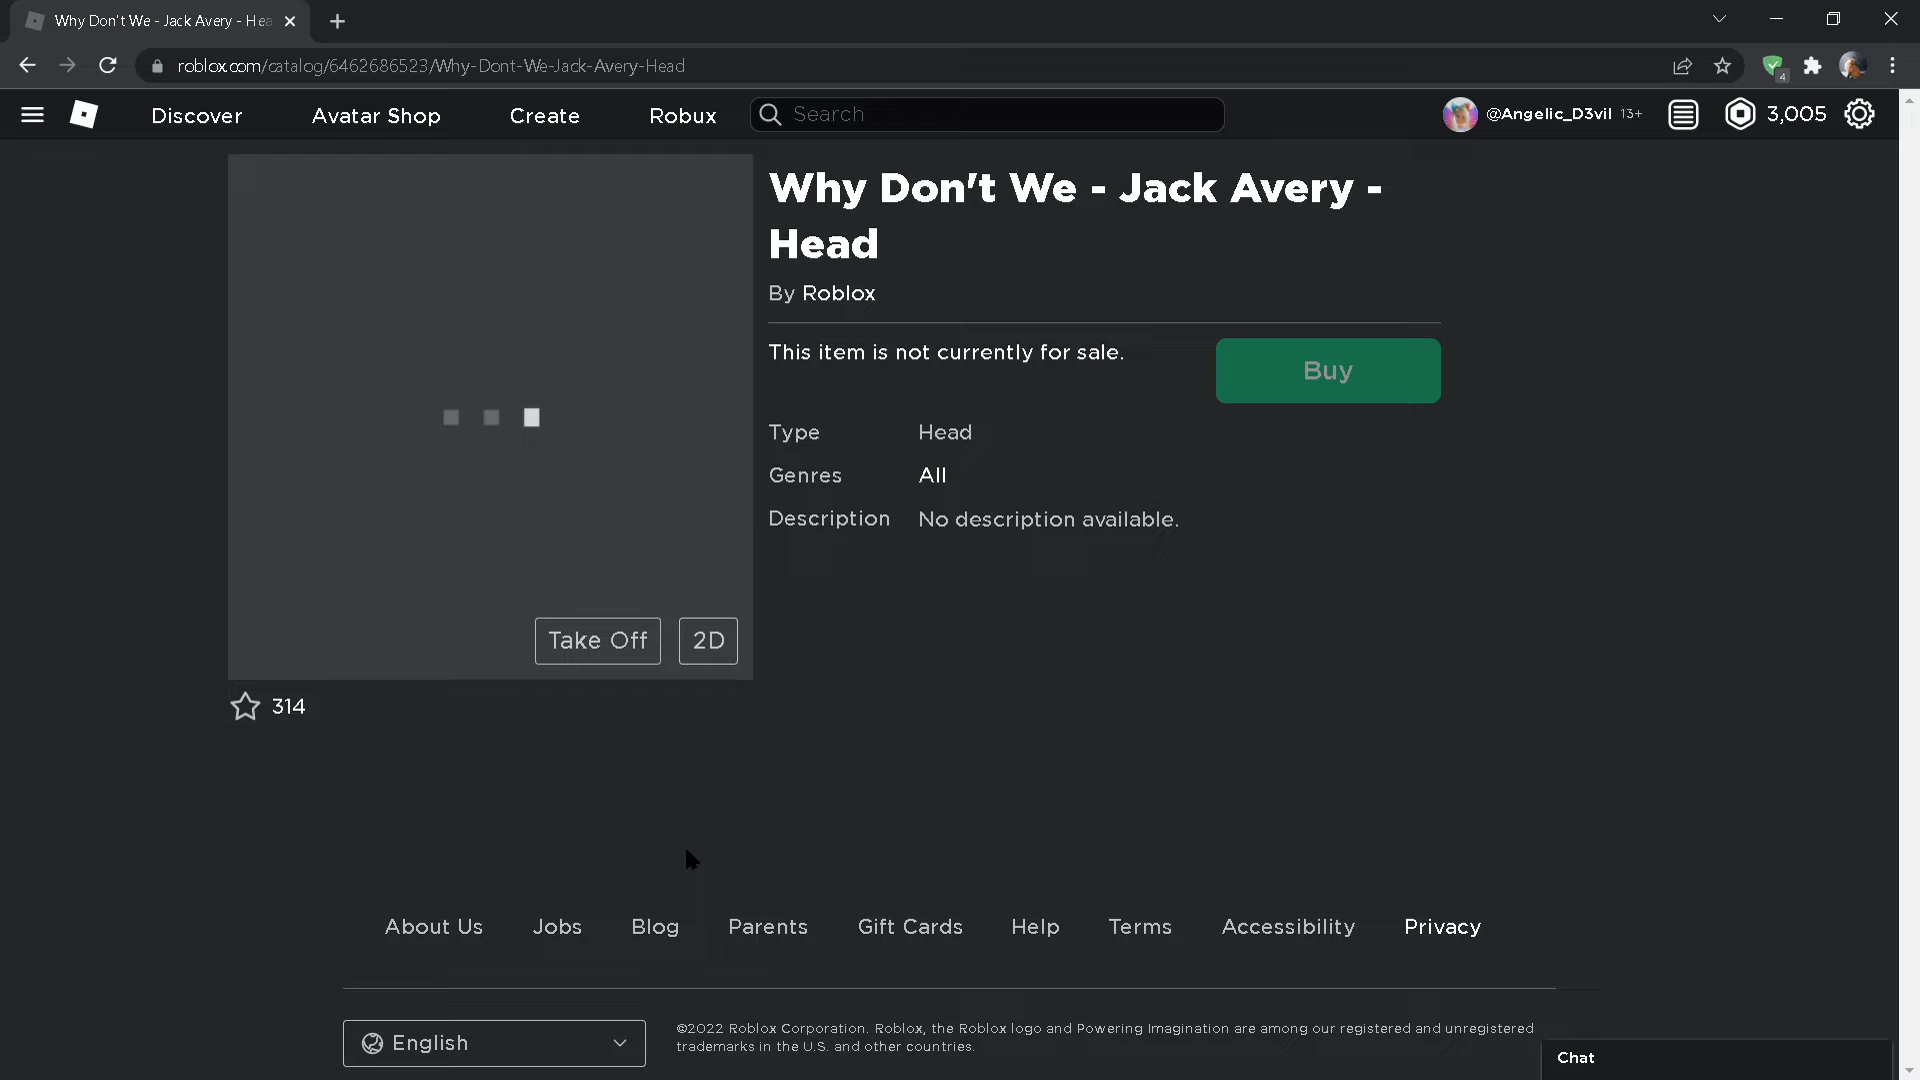 Why Don't We - Jack Avery - Hea
roblox.com/catalog/6462686523/Why-Dont-We-Jack-Avery-Head
4
Discover
Avatar Shop
Create
Robux
Search
@Angelic_D3vil 13+
3,005
Why Don't We - Jack Avery -
Head
By Roblox
This item is not currently for sale.
Buy
Type Head
Genres All
Description No description available.
Take Off
2D
314
About Us
Jobs
Blog
Parents
Gift Cards
Help
Terms
Accessibility
Privacy
English
©2022 Roblox Corporation. Roblox, the Roblox logo and Powering Imagination are among our registered and unregistered
trademarks in the U.S. and other countries.
Chat